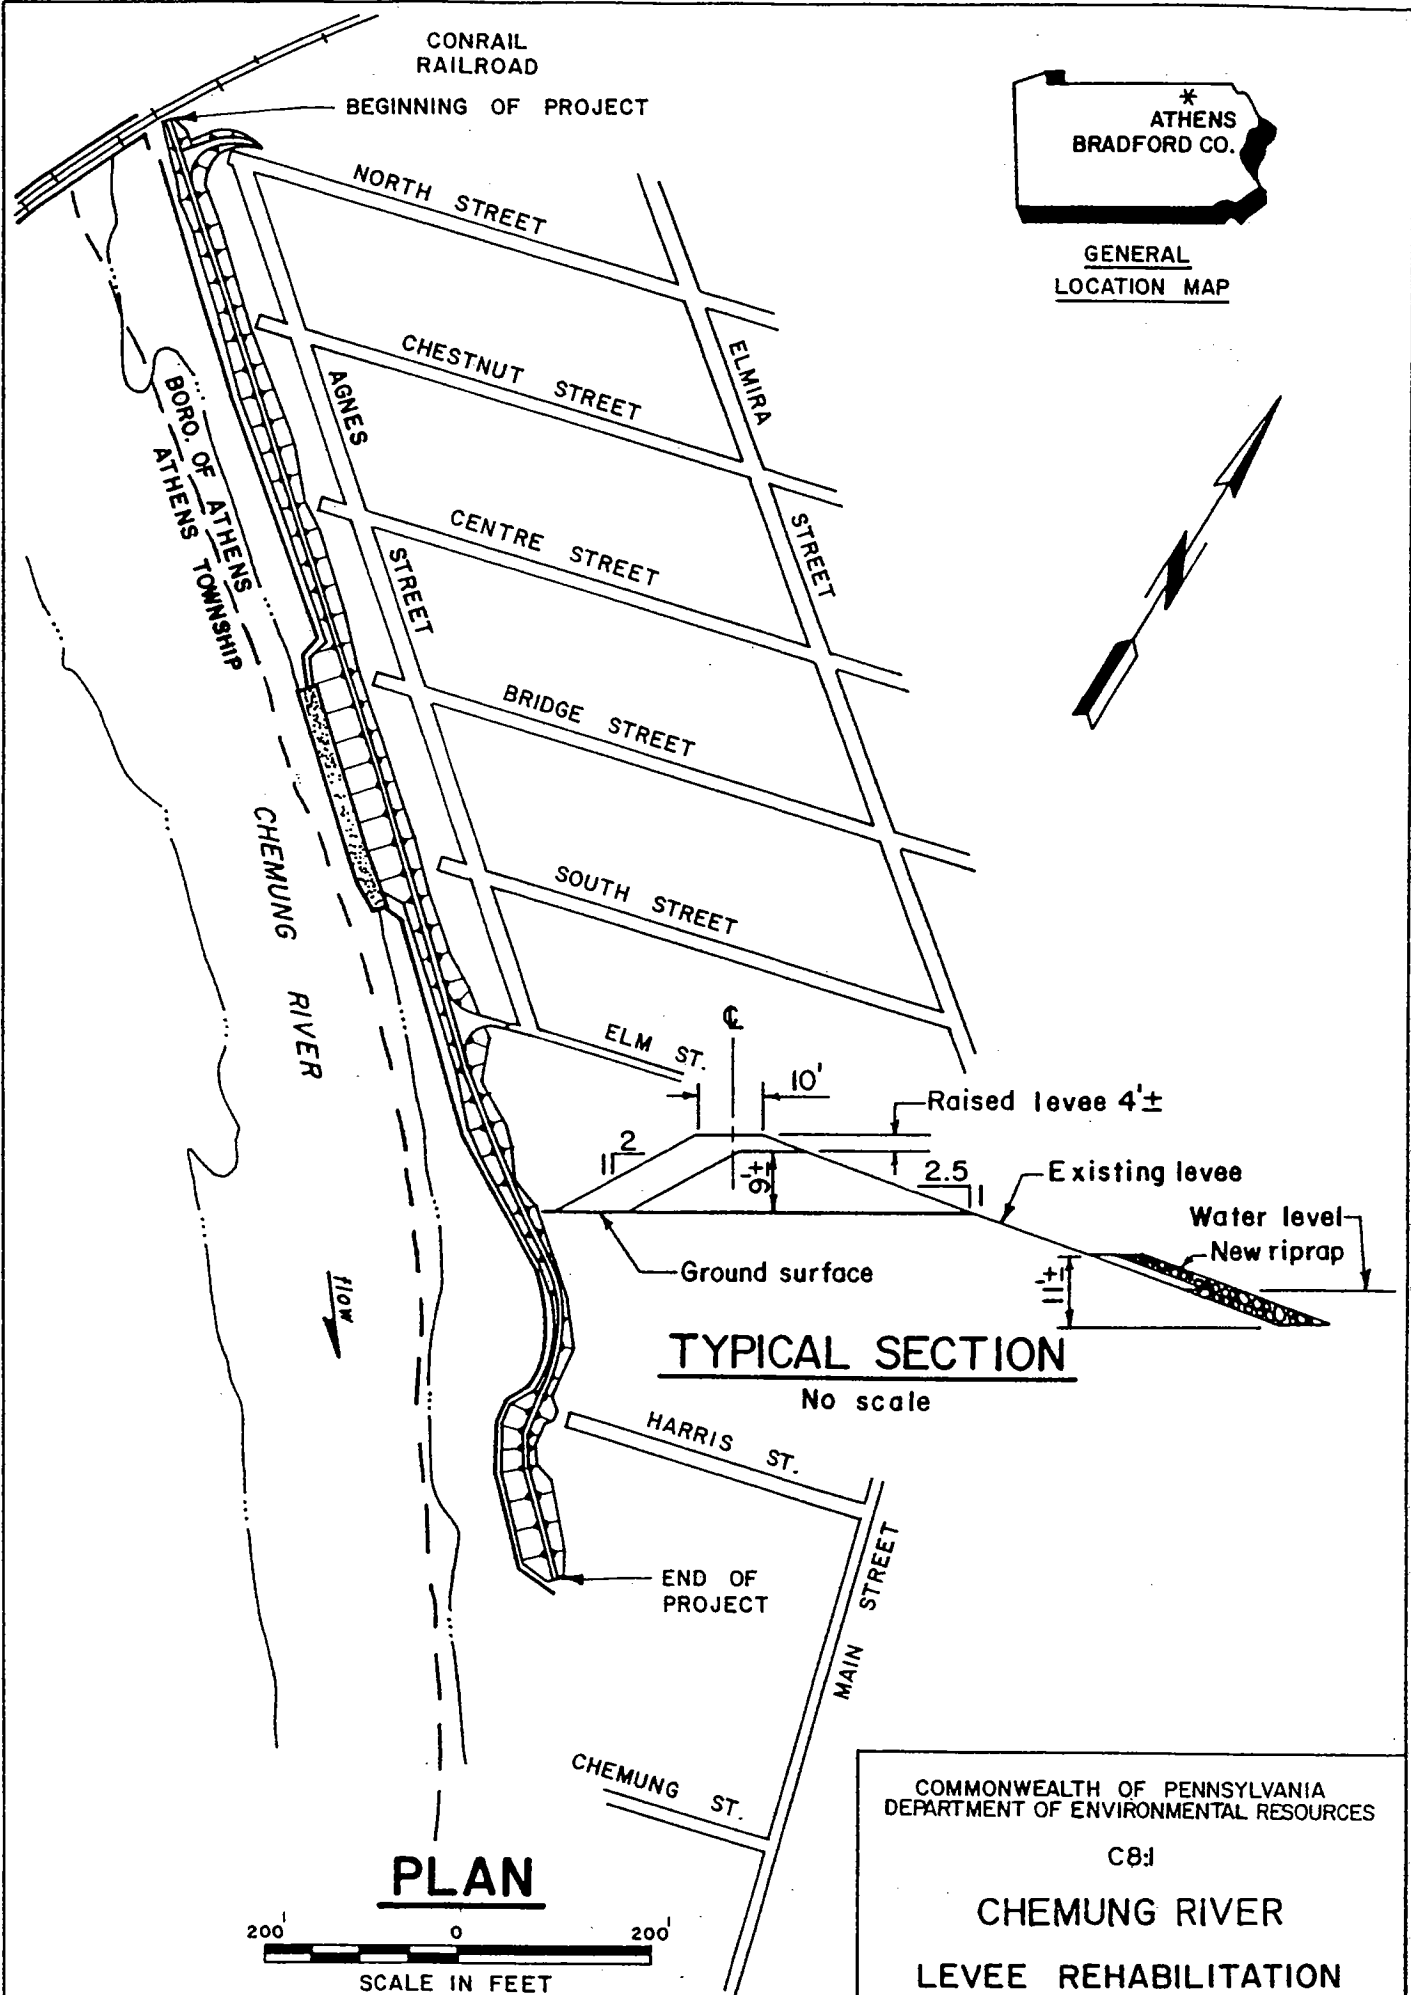 CONRAIL
RAILROAD
BEGINNING OF PROJECT
*
ATHENS
BRADFORD CO.
GENERAL
LOCATION MAP
NORTH STREET
CHESTNUT STREET
ELMIRA STREET
AGNES STREET
CENTRE STREET
BRIDGE STREET
SOUTH STREET
ELM ST.
BORO. OF ATHENS
ATHENS TOWNSHIP
N
CHEMUNG RIVER
flow
℄
10'
Raised levee 4'±
2
1
9'±
2.5
1
Existing levee
Water level
New riprap
11'±
Ground surface
TYPICAL SECTION
No scale
HARRIS ST.
END OF
PROJECT
MAIN STREET
CHEMUNG ST.
PLAN
200' 0 200'
SCALE IN FEET
COMMONWEALTH OF PENNSYLVANIA
DEPARTMENT OF ENVIRONMENTAL RESOURCES
C8:1
CHEMUNG RIVER
LEVEE REHABILITATION